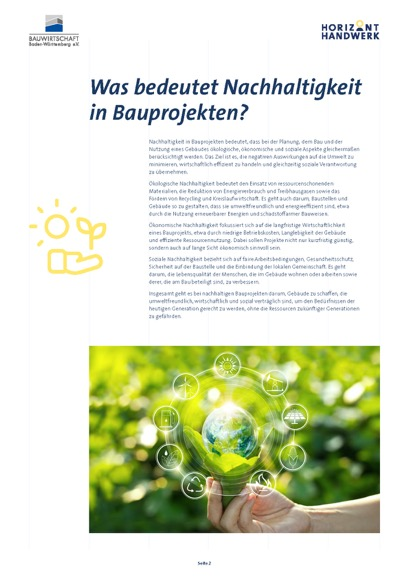 BAUWIRTSCHAFT
Baden-Württemberg e.V.
HORIZONT
HANDWERK
Was bedeutet Nachhaltigkeit
in Bauprojekten?
Nachhaltigkeit in Bauprojekten bedeutet, dass bei der Planung, dem Bau und der
Nutzung eines Gebäudes ökologische, ökonomische und soziale Aspekte gleichermaßen
berücksichtigt werden. Das Ziel ist es, die negativen Auswirkungen auf die Umwelt zu
minimieren, wirtschaftlich effizient zu handeln und gleichzeitig soziale Verantwortung
zu übernehmen.
Ökologische Nachhaltigkeit bedeutet den Einsatz von ressourcenschonenden
Materialien, die Reduktion von Energieverbrauch und Treibhausgasen sowie das
Fördern von Recycling und Kreislaufwirtschaft. Es geht auch darum, Baustellen und
Gebäude so zu gestalten, dass sie umweltfreundlich und energieeffizient sind, etwa
durch die Nutzung erneuerbarer Energien und schadstoffarmer Bauweisen.
Ökonomische Nachhaltigkeit fokussiert sich auf die langfristige Wirtschaftlichkeit
eines Bauprojekts, etwa durch niedrige Betriebskosten, Langlebigkeit der Gebäude
und effiziente Ressourcennutzung. Dabei sollen Projekte nicht nur kurzfristig günstig,
sondern auch auf lange Sicht ökonomisch sinnvoll sein.
Soziale Nachhaltigkeit bezieht sich auf faire Arbeitsbedingungen, Gesundheitsschutz,
Sicherheit auf der Baustelle und die Einbindung der lokalen Gemeinschaft. Es geht
darum, die Lebensqualität der Menschen, die im Gebäude wohnen oder arbeiten sowie
derer, die am Bau beteiligt sind, zu verbessern.
Insgesamt geht es bei nachhaltigen Bauprojekten darum, Gebäude zu schaffen, die
umweltfreundlich, wirtschaftlich und sozial verträglich sind, um den Bedürfnissen der
heutigen Generation gerecht zu werden, ohne die Ressourcen zukünftiger Generationen
zu gefährden.
Seite 2